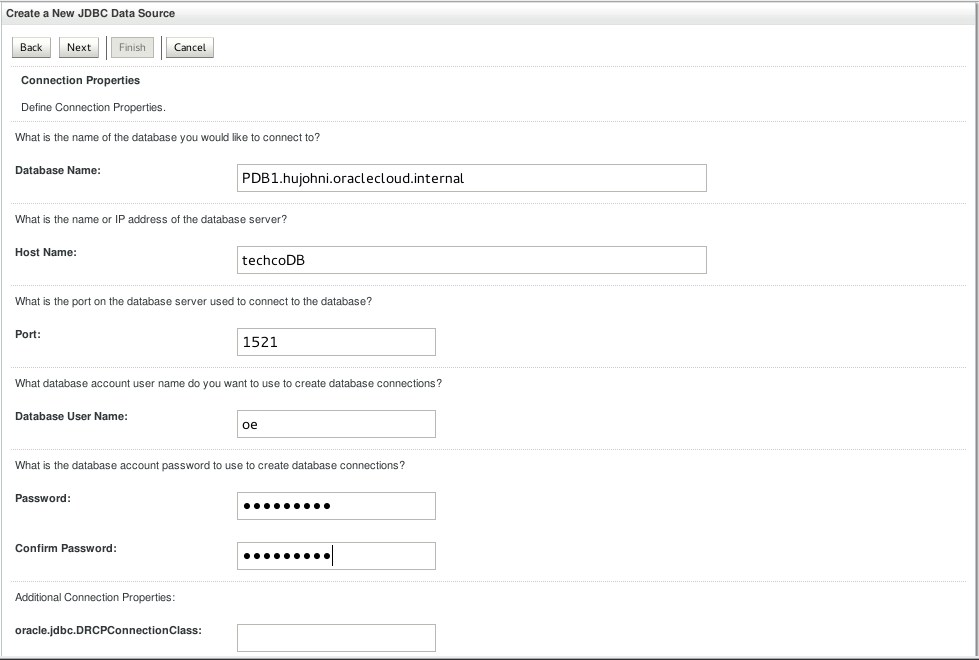 Create a New JDBC Data Source
Back Next Finish Cancel
Connection Properties
Define Connection Properties.
What is the name of the database you would like to connect to?
Database Name: PDB1.hujohni.oraclecloud.internal
What is the name or IP address of the database server?
Host Name: techcoDB
What is the port on the database server used to connect to the database?
Port: 1521
What database account user name do you want to use to create database connections?
Database User Name: oe
What is the database account password to use to create database connections?
Password: •••••••••
Confirm Password: •••••••••
Additional Connection Properties:
oracle.jdbc.DRCPConnectionClass: